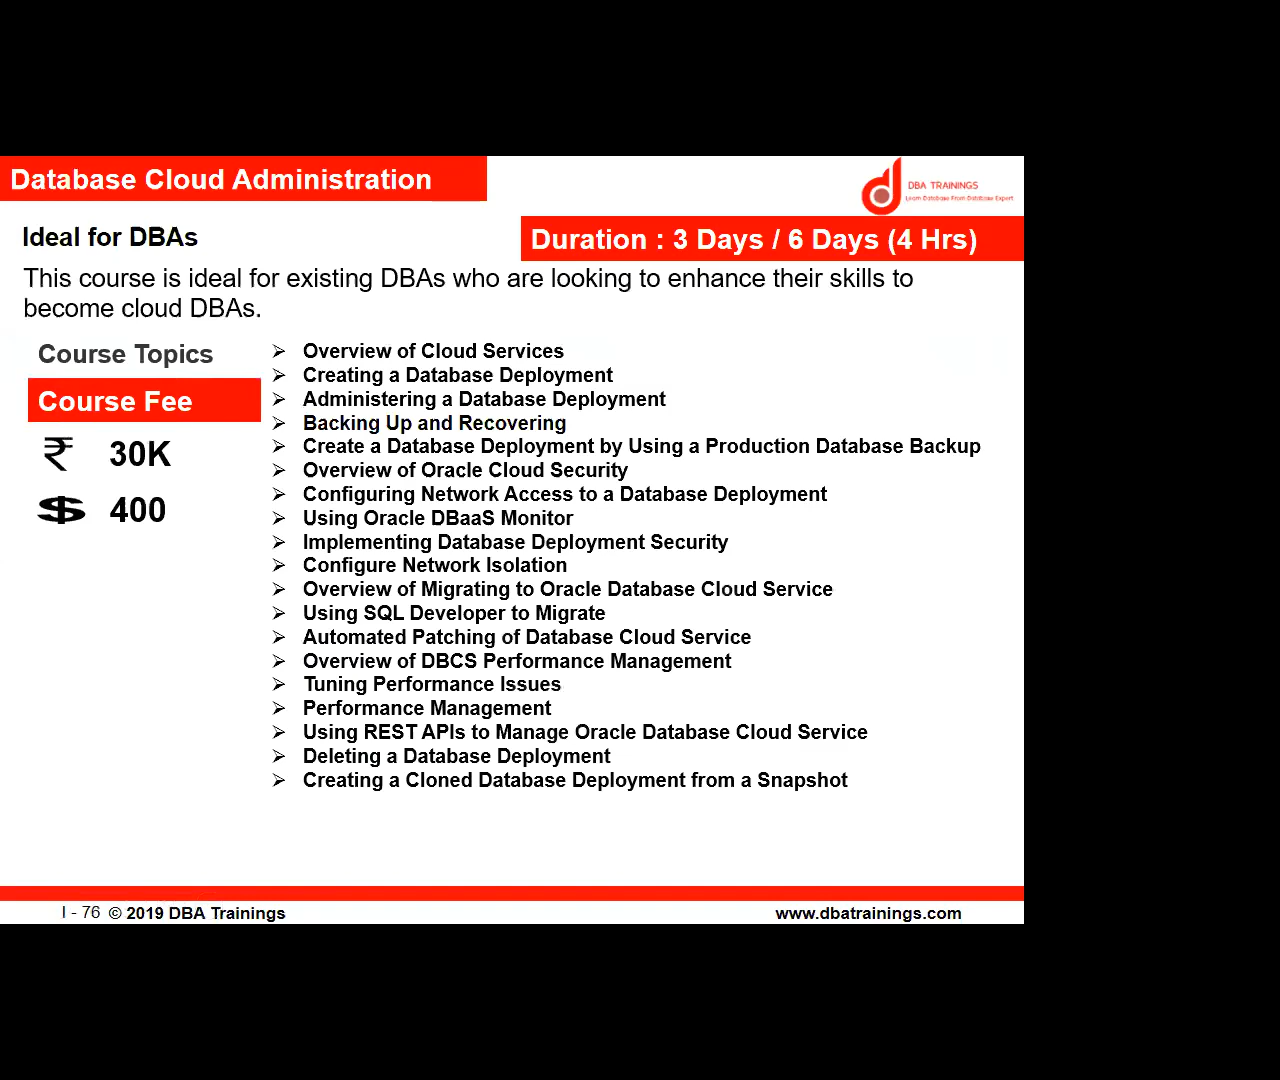 Database Cloud Administration
DBA TRAININGS
Learn Database From Database Expert
Ideal for DBAs
Duration : 3 Days / 6 Days (4 Hrs)
This course is ideal for existing DBAs who are looking to enhance their skills to
become cloud DBAs.
Course Topics
Course Fee
₹ 30K
$ 400
➢ Overview of Cloud Services
➢ Creating a Database Deployment
➢ Administering a Database Deployment
➢ Backing Up and Recovering
➢ Create a Database Deployment by Using a Production Database Backup
➢ Overview of Oracle Cloud Security
➢ Configuring Network Access to a Database Deployment
➢ Using Oracle DBaaS Monitor
➢ Implementing Database Deployment Security
➢ Configure Network Isolation
➢ Overview of Migrating to Oracle Database Cloud Service
➢ Using SQL Developer to Migrate
➢ Automated Patching of Database Cloud Service
➢ Overview of DBCS Performance Management
➢ Tuning Performance Issues
➢ Performance Management
➢ Using REST APIs to Manage Oracle Database Cloud Service
➢ Deleting a Database Deployment
➢ Creating a Cloned Database Deployment from a Snapshot
I - 76 © 2019 DBA Trainings
www.dbatrainings.com